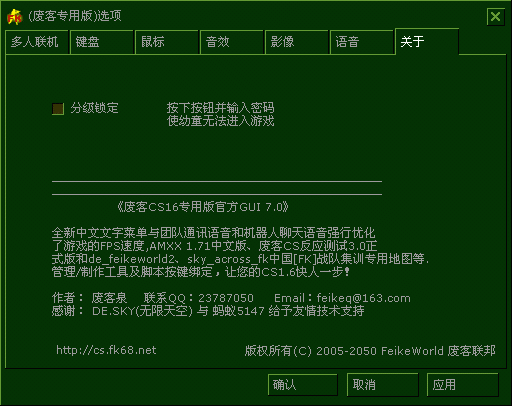 (废客专用版)选项
多人联机 键盘 鼠标 音效 影像 语音 关于
分级锁定 按下按钮并输入密码
使幼童无法进入游戏
《废客CS16专用版官方GUI 7.0》
全新中文文字菜单与团队通讯语音和机器人聊天语音强行优化
了游戏的FPS速度,AMXX 1.71中文版、废客CS反应测试3.0正
式版和de_feikeworld2、sky_across_fk中国[FK]战队集训专用地图等.
管理/制作工具及脚本按键绑定，让您的CS1.6快人一步!
作者： 废客泉 联系QQ：23787050 Email：feikeq@163.com
感谢： DE.SKY(无限天空) 与 蚂蚁5147 给予友情技术支持
http://cs.fk68.net 版权所有(C) 2005-2050 FeikeWorld 废客联邦
确认 取消 应用